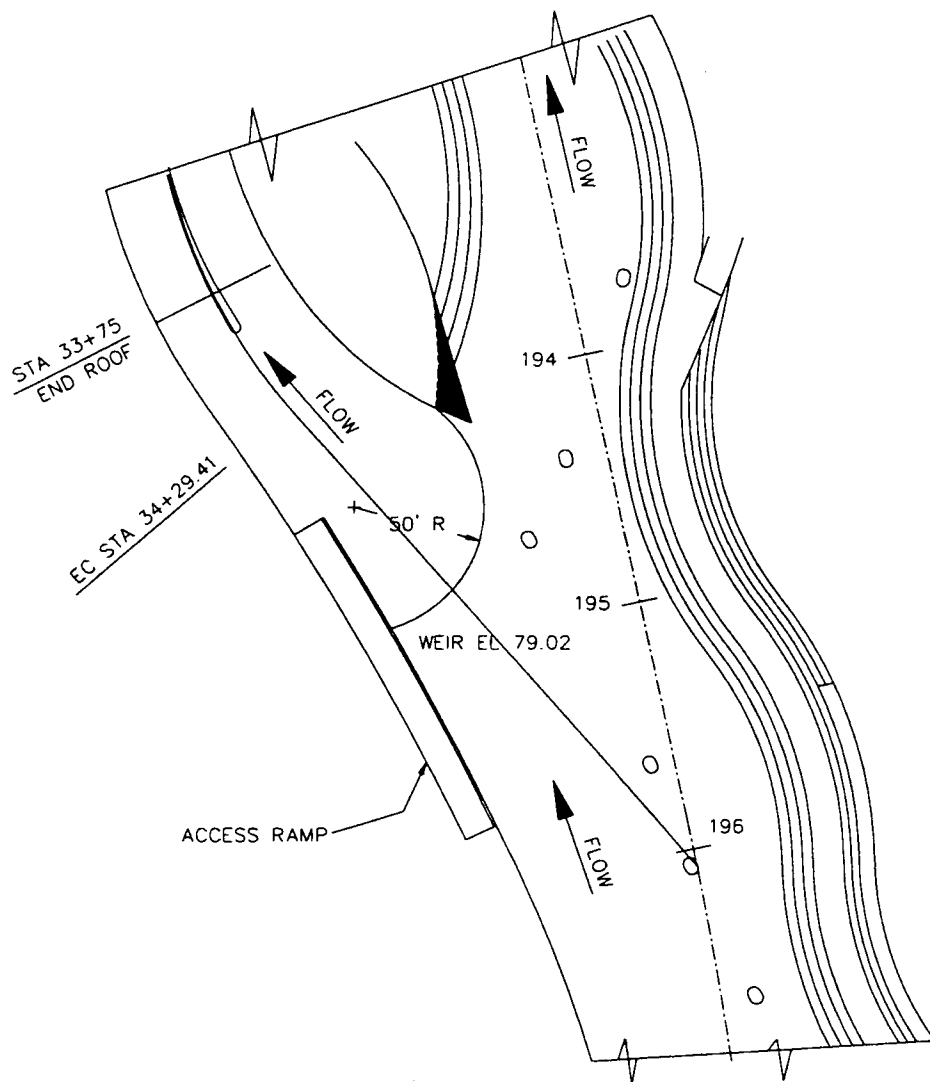 FLOW
STA 33+75
END ROOF
194
FLOW
EC STA 34+29.41
50' R
195
WEIR EL 79.02
196
ACCESS RAMP
FLOW